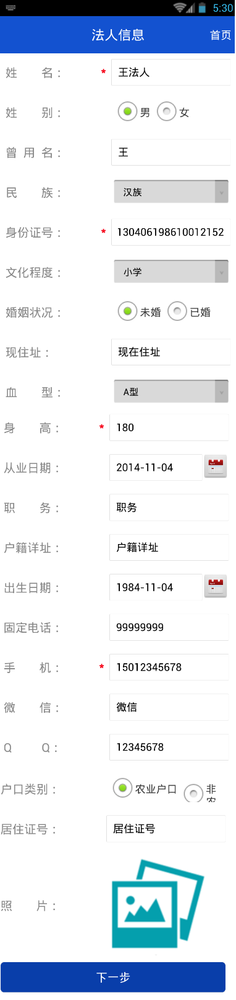 5:30
法人信息 首页
姓 名： * 王法人
姓 别： 男 女
曾 用 名： 王
民 族： 汉族
身份证号： * 130406198610012152
文化程度： 小学
婚姻状况： 未婚 已婚
现住址： 现在住址
血 型： A型
身 高： * 180
从业日期： 2014-11-04
职 务： 职务
户籍详址： 户籍详址
出生日期： 1984-11-04
固定电话： 99999999
手 机： * 15012345678
微 信： 微信
Q Q： 12345678
户口类别： 农业户口 非
居住证号： 居住证号
照 片：
下一步